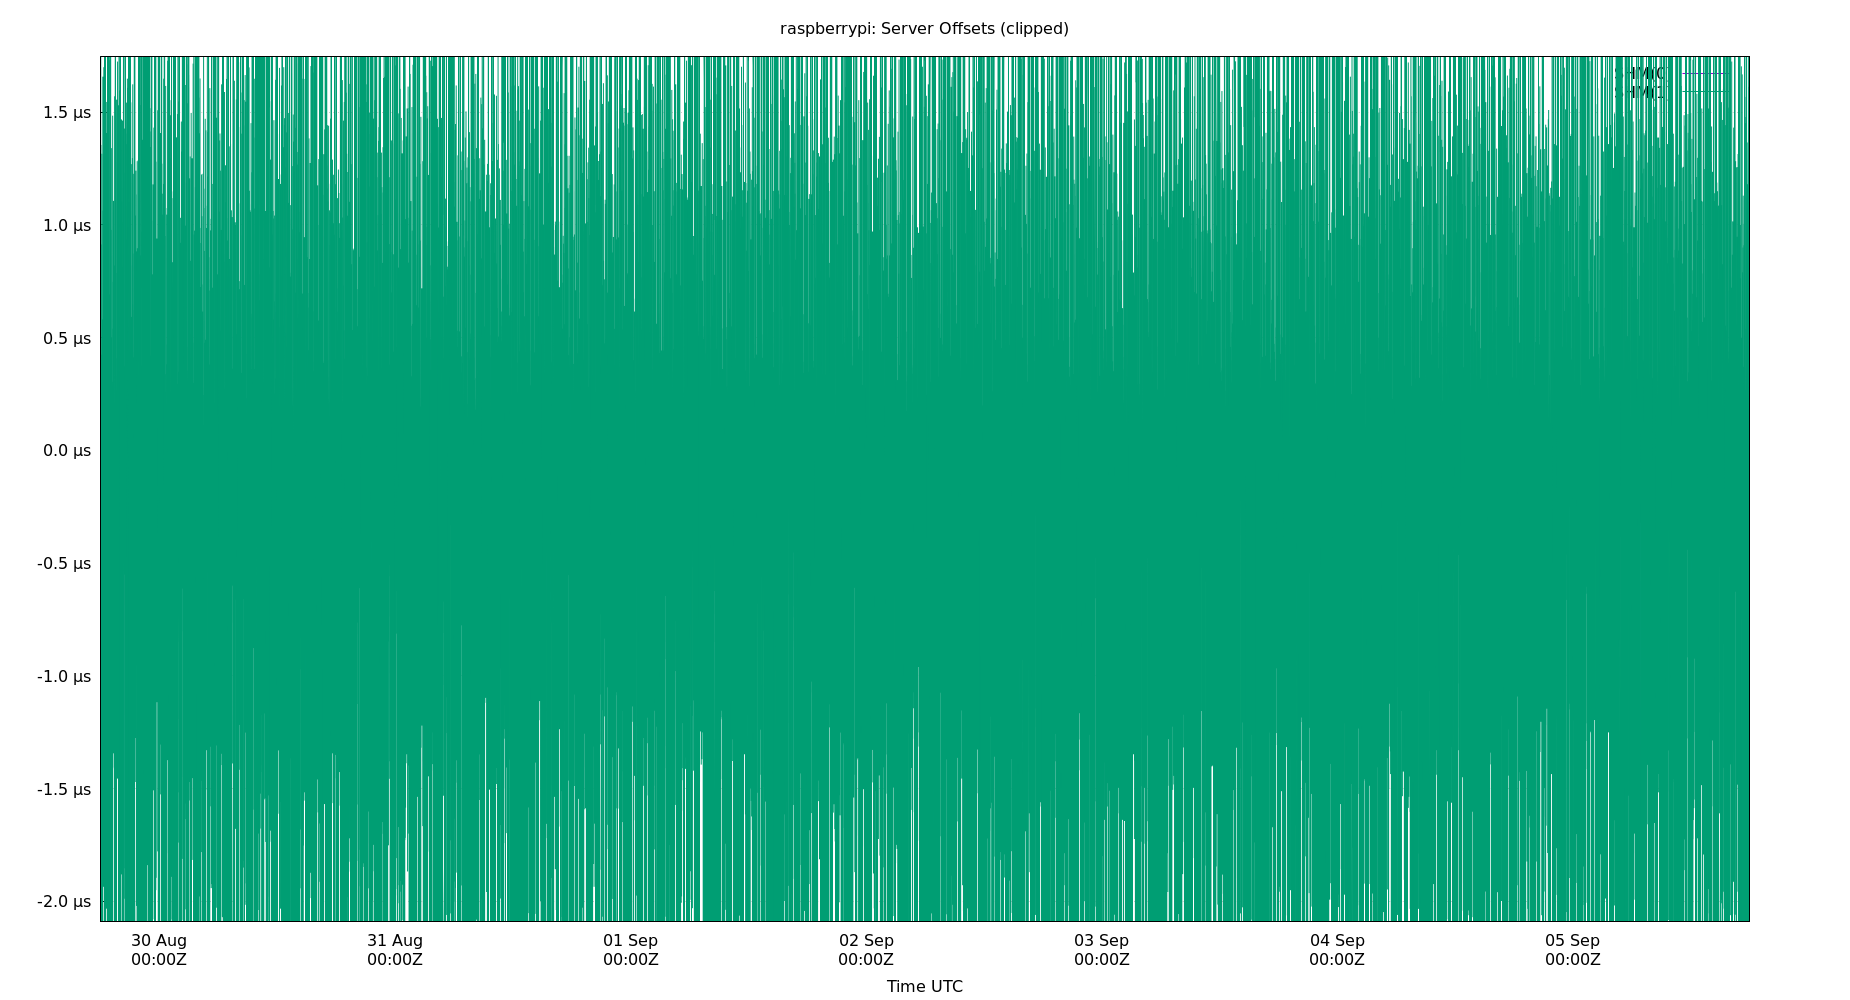 raspberrypi: Server Offsets (clipped)
1.5 µs
1.0 µs
0.5 µs
0.0 µs
-0.5 µs
-1.0 µs
-1.5 µs
-2.0 µs
30 Aug 31 Aug 01 Sep 02 Sep 03 Sep 04 Sep 05 Sep
00:00Z 00:00Z 00:00Z 00:00Z 00:00Z 00:00Z 00:00Z
Time UTC